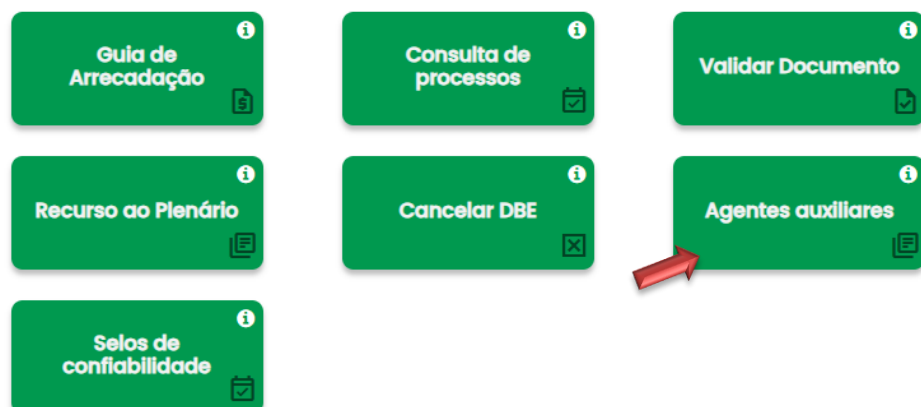 Guia de
Arrecadação
Consulta de
processos
Validar Documento
Recurso ao Plenário
Cancelar DBE
Agentes auxiliares
Selos de
confiabilidade